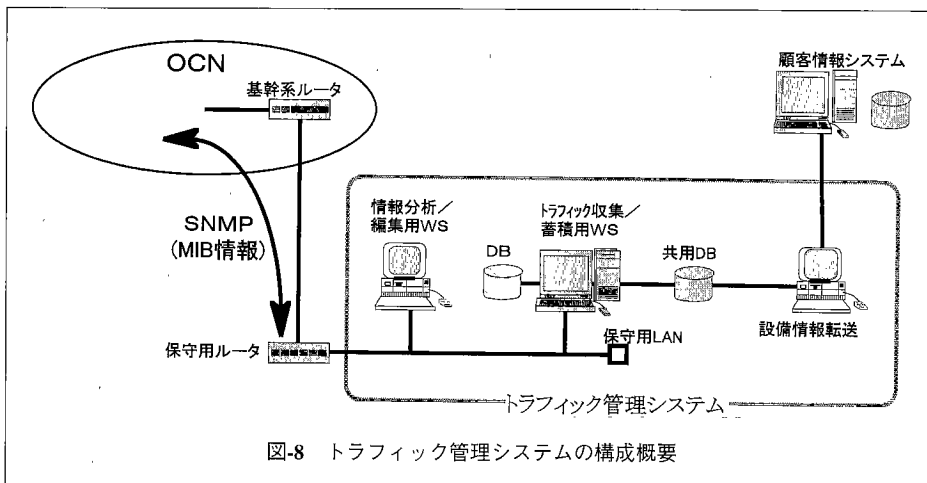 OCN
基幹系ルータ
顧客情報システム
SNMP
(MIB情報)
情報分析／
編集用WS
トラフィック収集／
蓄積用WS
DB
共用DB
設備情報転送
保守用ルータ
保守用LAN
トラフィック管理システム
図-8 トラフィック管理システムの構成概要